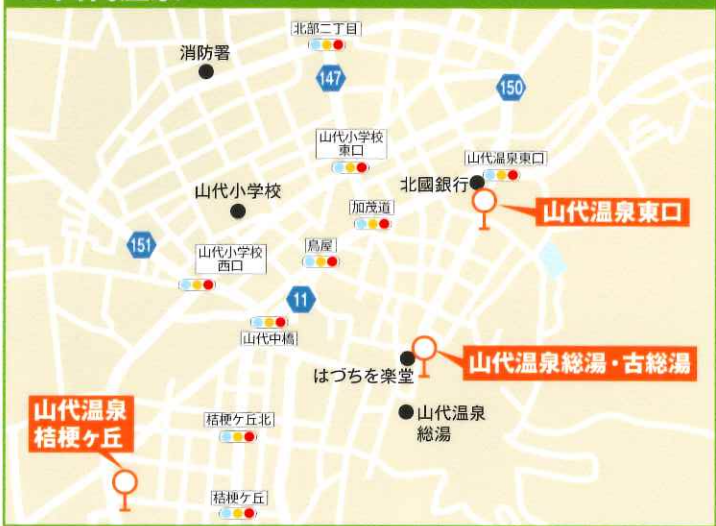 北部二丁目
消防署
147
150
山代小学校
東口
山代温泉東口
北國銀行
山代小学校
加茂道
山代温泉東口
151
山代小学校
西口
鳥屋
11
山代中橋
はづちを楽堂
山代温泉総湯・古総湯
山代温泉
桔梗ヶ丘
桔梗ケ丘北
山代温泉
総湯
桔梗ケ丘